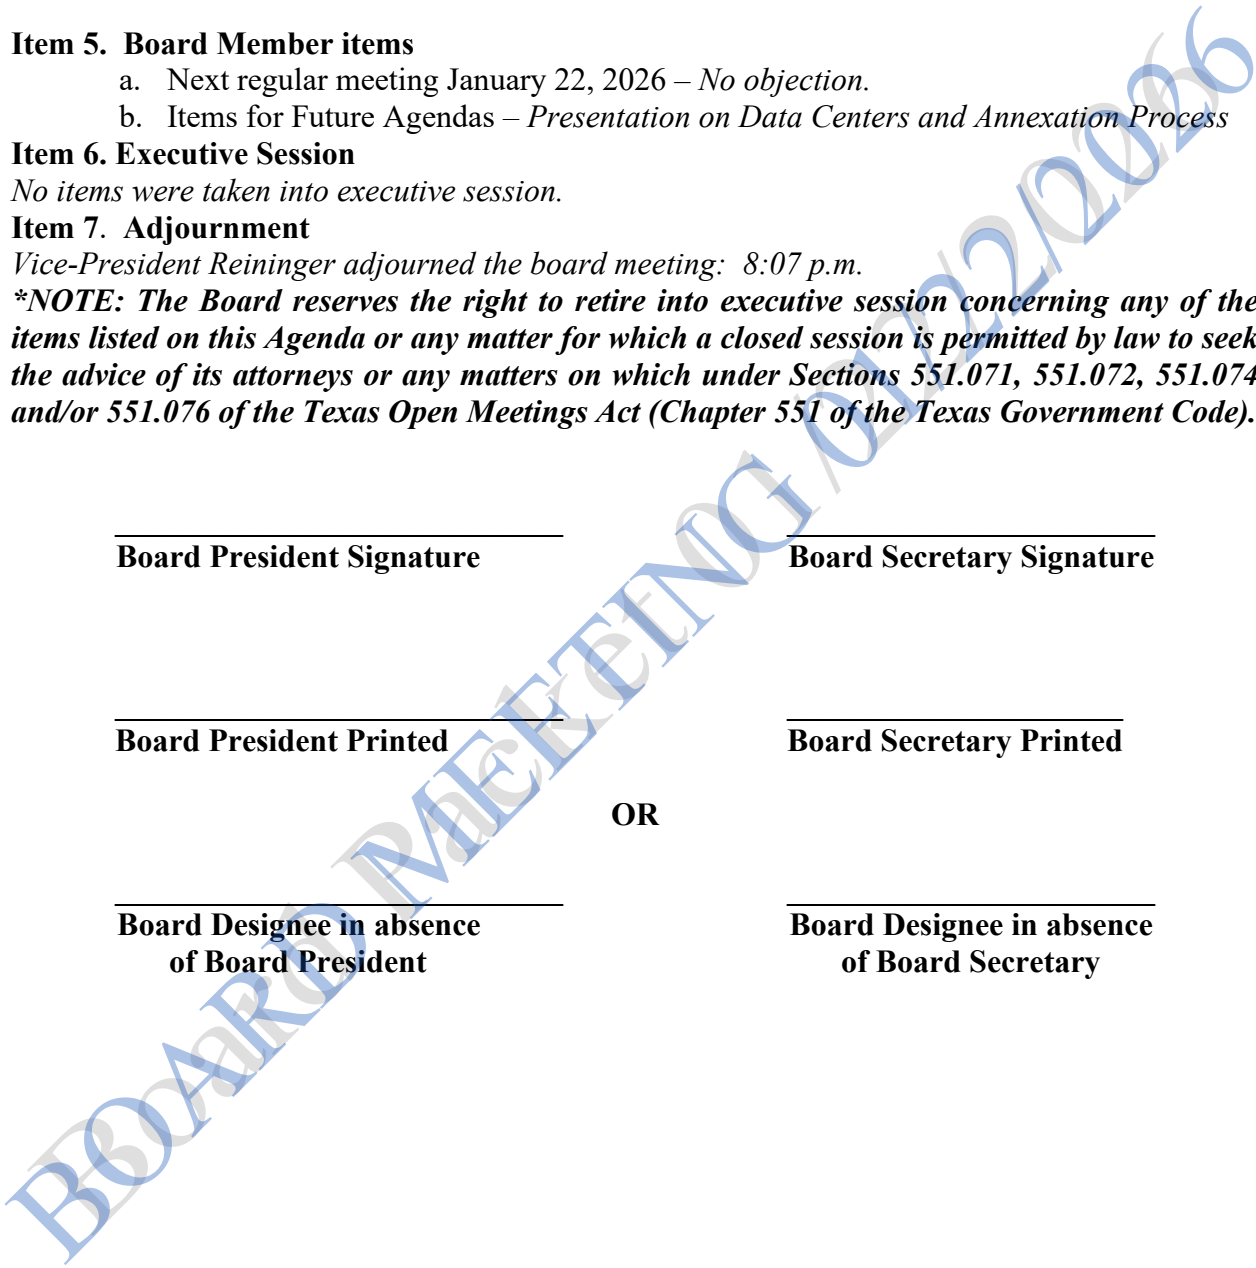 Item 5.  Board Member items
a.  Next regular meeting January 22, 2026 – No objection.
b.  Items for Future Agendas – Presentation on Data Centers and Annexation Process
Item 6. Executive Session
No items were taken into executive session.
Item 7.  Adjournment
Vice-President Reininger adjourned the board meeting:  8:07 p.m.
*NOTE: The Board reserves the right to retire into executive session concerning any of the
items listed on this Agenda or any matter for which a closed session is permitted by law to seek
the advice of its attorneys or any matters on which under Sections 551.071, 551.072, 551.074
and/or 551.076 of the Texas Open Meetings Act (Chapter 551 of the Texas Government Code).
Board President Signature Board Secretary Signature
Board President Printed Board Secretary Printed
OR
Board Designee in absence Board Designee in absence
of Board President of Board Secretary
BOARD MEETING 01/22/2026
Board Packet 01/22/2026